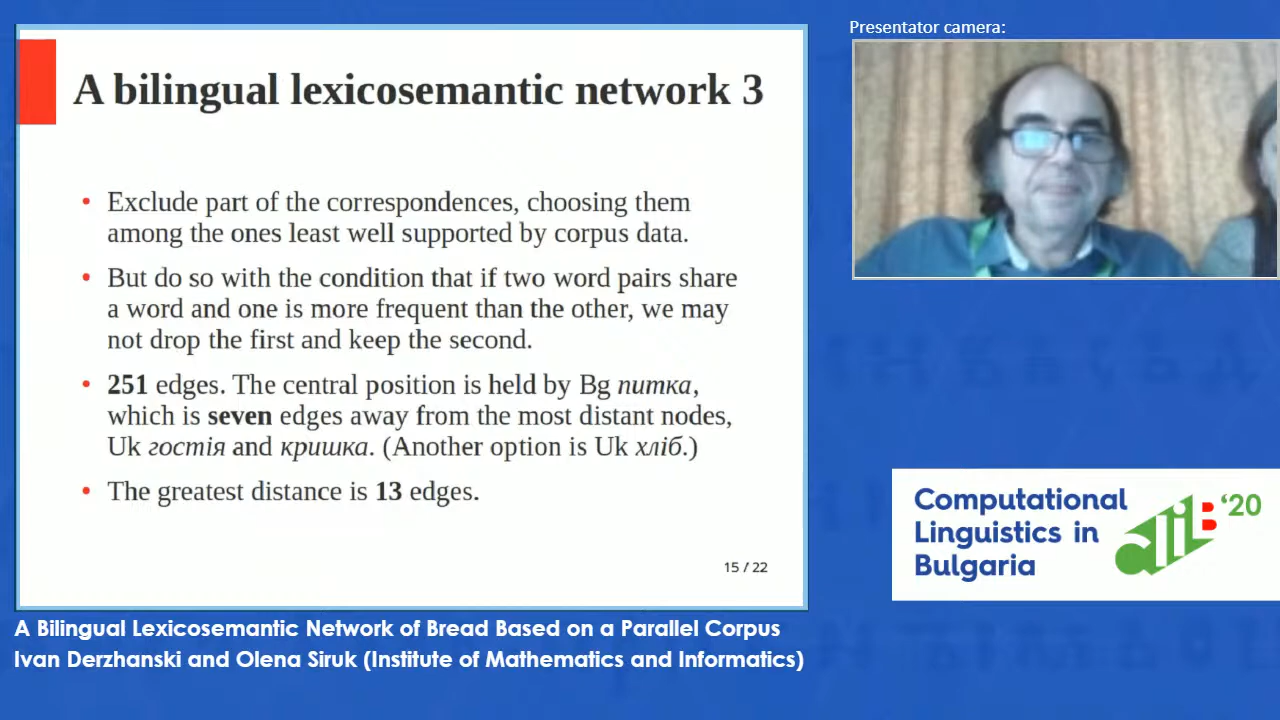 Presentator camera:
A bilingual lexicosemantic network 3
• Exclude part of the correspondences, choosing them
among the ones least well supported by corpus data.
• But do so with the condition that if two word pairs share
a word and one is more frequent than the other, we may
not drop the first and keep the second.
• 251 edges. The central position is held by Bg питка,
which is seven edges away from the most distant nodes,
Uk гостія and кришка. (Another option is Uk хліб.)
• The greatest distance is 13 edges.
15 / 22
Computational
Linguistics in
Bulgaria
cliB '20
A Bilingual Lexicosemantic Network of Bread Based on a Parallel Corpus
Ivan Derzhanski and Olena Siruk (Institute of Mathematics and Informatics)